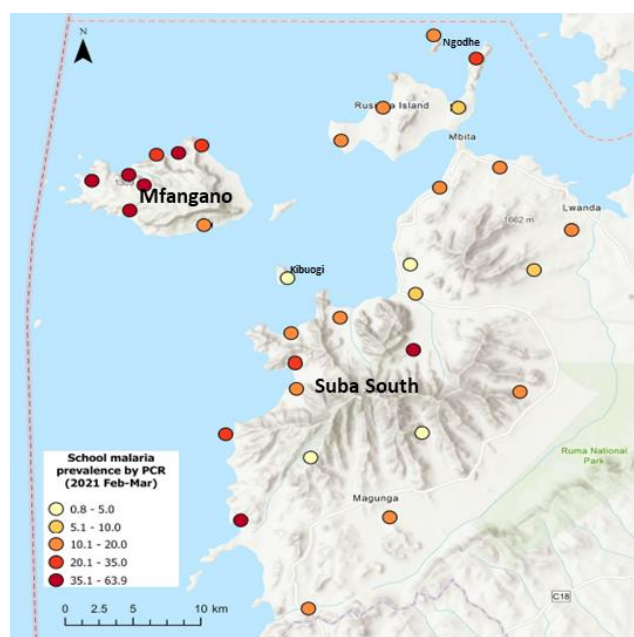 N
Ngodhe
Rusinga Island
Mbita
Mfangano
Lwanda
1662 m
Kibuogi
Suba South
Ruma National
Park
Magunga
C18
School malaria
prevalence by PCR
(2021 Feb-Mar)
0.8 - 5.0
5.1 - 10.0
10.1 - 20.0
20.1 - 35.0
35.1 - 63.9
0 2.5 5 10 km